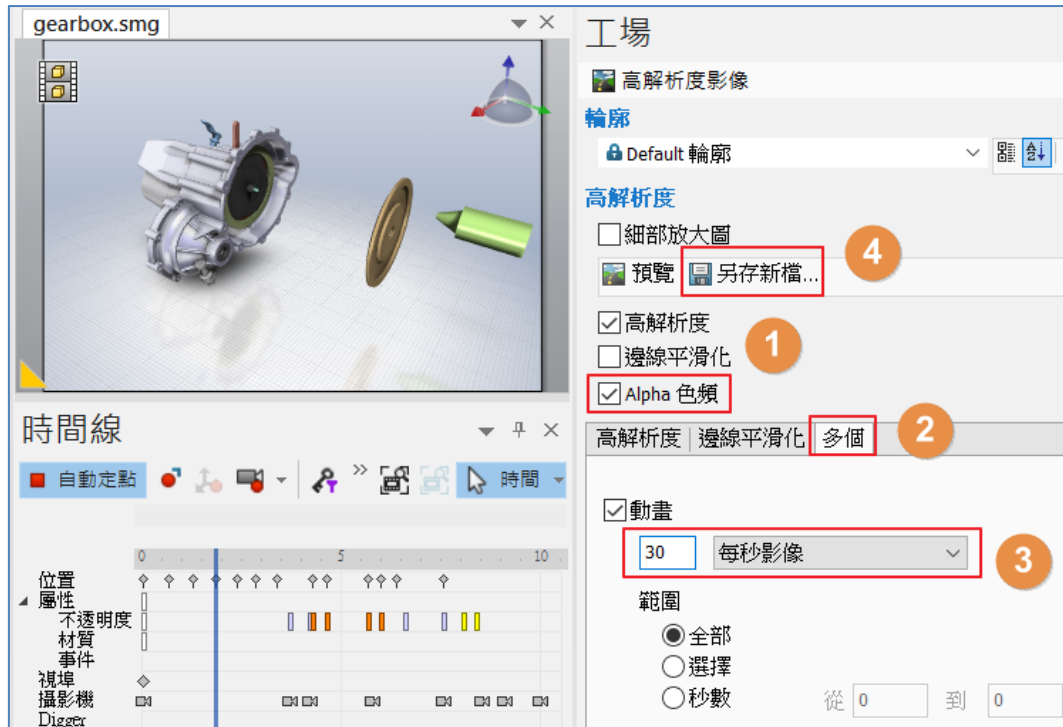 gearbox.smg
工場
高解析度影像
輪廓
Default 輪廓
高解析度
細部放大圖
預覽 另存新檔...
4
高解析度
邊線平滑化
1
Alpha 色頻
高解析度 邊線平滑化 多個
2
動畫
30 每秒影像
3
範圍
全部
選擇
秒數 從 0 到 0
時間線
自動定點 時間
0 5 10
位置
屬性
不透明度
材質
事件
視埠
攝影機
Digger